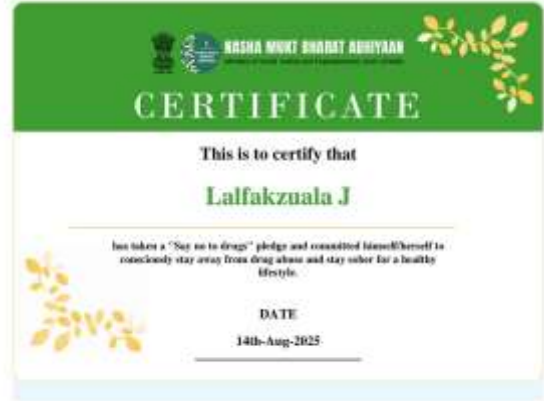 NASHA MUKT BHARAT ABHIYAAN
CERTIFICATE
This is to certify that
Lalfakzuala J
has taken a "Say no to drugs" pledge and committed himself/herself to
consciously stay away from drug abuse and stay sober for a healthy
lifestyle.
DATE
14th-Aug-2025